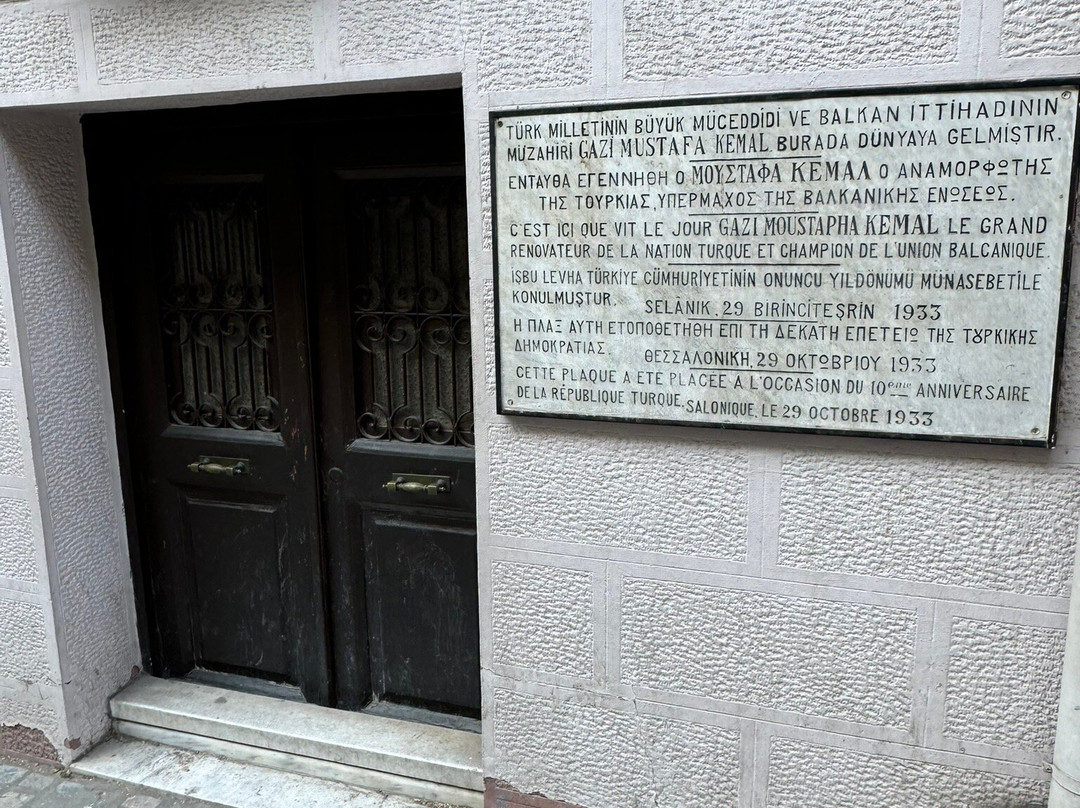 TÜRK MİLLETİNİN BÜYÜK MÜCEDDİDİ VE BALKAN İTTİHADININ
MÜZAHİRİ GAZİ MUSTAFA KEMAL BURADA DÜNYAYA GELMİŞTİR.
ΕΝΤΑΥΘΑ ΕΓΕΝΝΗΘΗ Ο ΜΟΥΣΤΑΦΑ ΚΕΜΑΛ Ο ΑΝΑΜΟΡΦΩΤΗΣ
ΤΗΣ ΤΟΥΡΚΙΑΣ, ΥΠΕΡΜΑΧΟΣ ΤΗΣ ΒΑΛΚΑΝΙΚΗΣ ΕΝΩΣΕΩΣ.
C'EST ICI QUE VIT LE JOUR GAZI MOUSTAPHA KEMAL LE GRAND
RENOVATEUR DE LA NATION TURQUE ET CHAMPION DE L'UNION BALCANIQUE.
İŞBU LEVHA TÜRKİYE CÜMHURİYETİNİN ONUNCU YILDÖNÜMÜ MÜNASEBETİLE
KONULMUŞTUR. SELÂNİK, 29 BİRİNCİTEŞRİN 1933
Η ΠΛΑΞ ΑΥΤΗ ΕΤΟΠΟΘΕΤΗΘΗ ΕΠΙ ΤΗ ΔΕΚΑΤΗ ΕΠΕΤΕΙΩ ΤΗΣ ΤȢΡΚΙΚΗΣ
ΔΗΜΟΚΡΑΤΙΑΣ. ΘΕΣΣΑΛΟΝΙΚΗ, 29 ΟΚΤΩΒΡΙΟΥ 1933
CETTE PLAQUE A ETE PLACEE A L'OCCASION DU 10ème ANNIVERSAIRE
DE LA RÉPUBLIQUE TURQUE, SALONIQUE, LE 29 OCTOBRE 1933